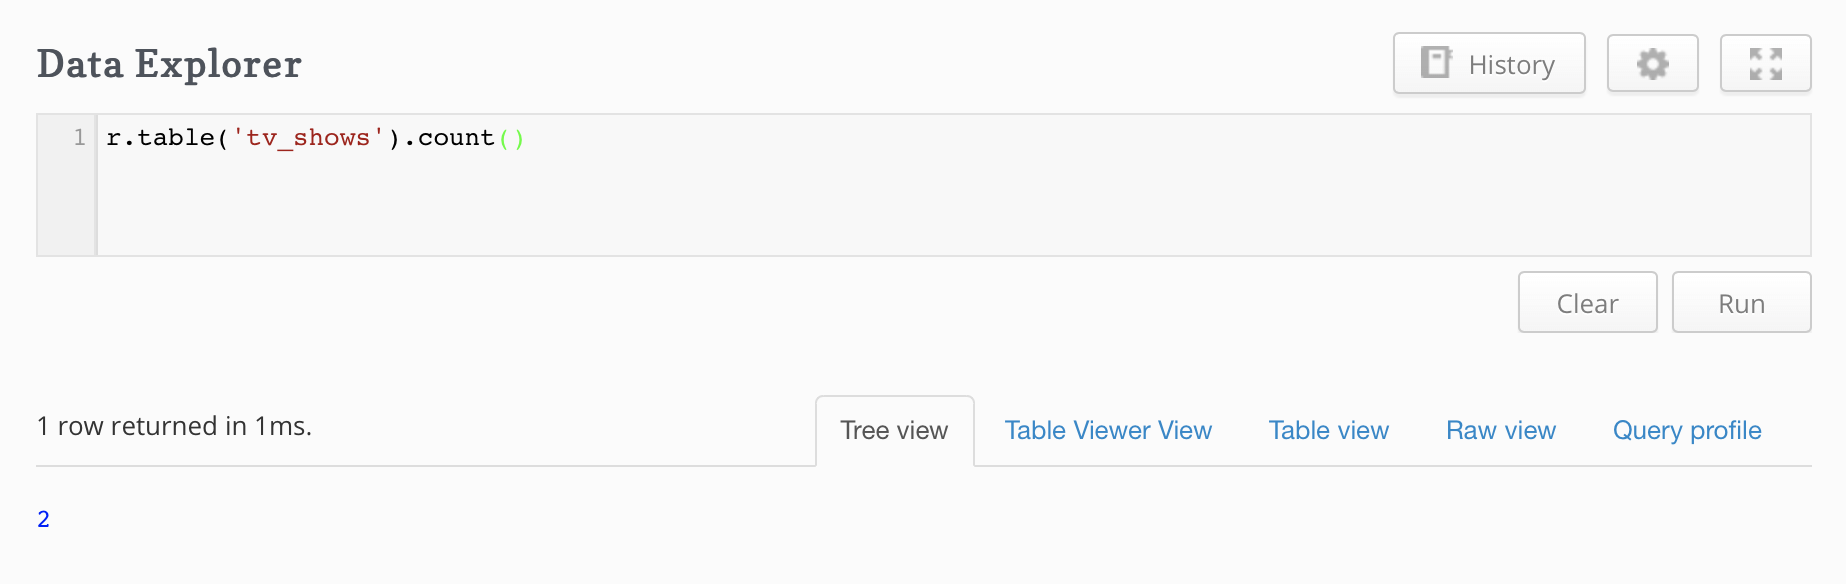 Data Explorer
History
1 r.table('tv_shows').count()
Clear
Run
1 row returned in 1ms.
Tree view
Table Viewer View
Table view
Raw view
Query profile
2